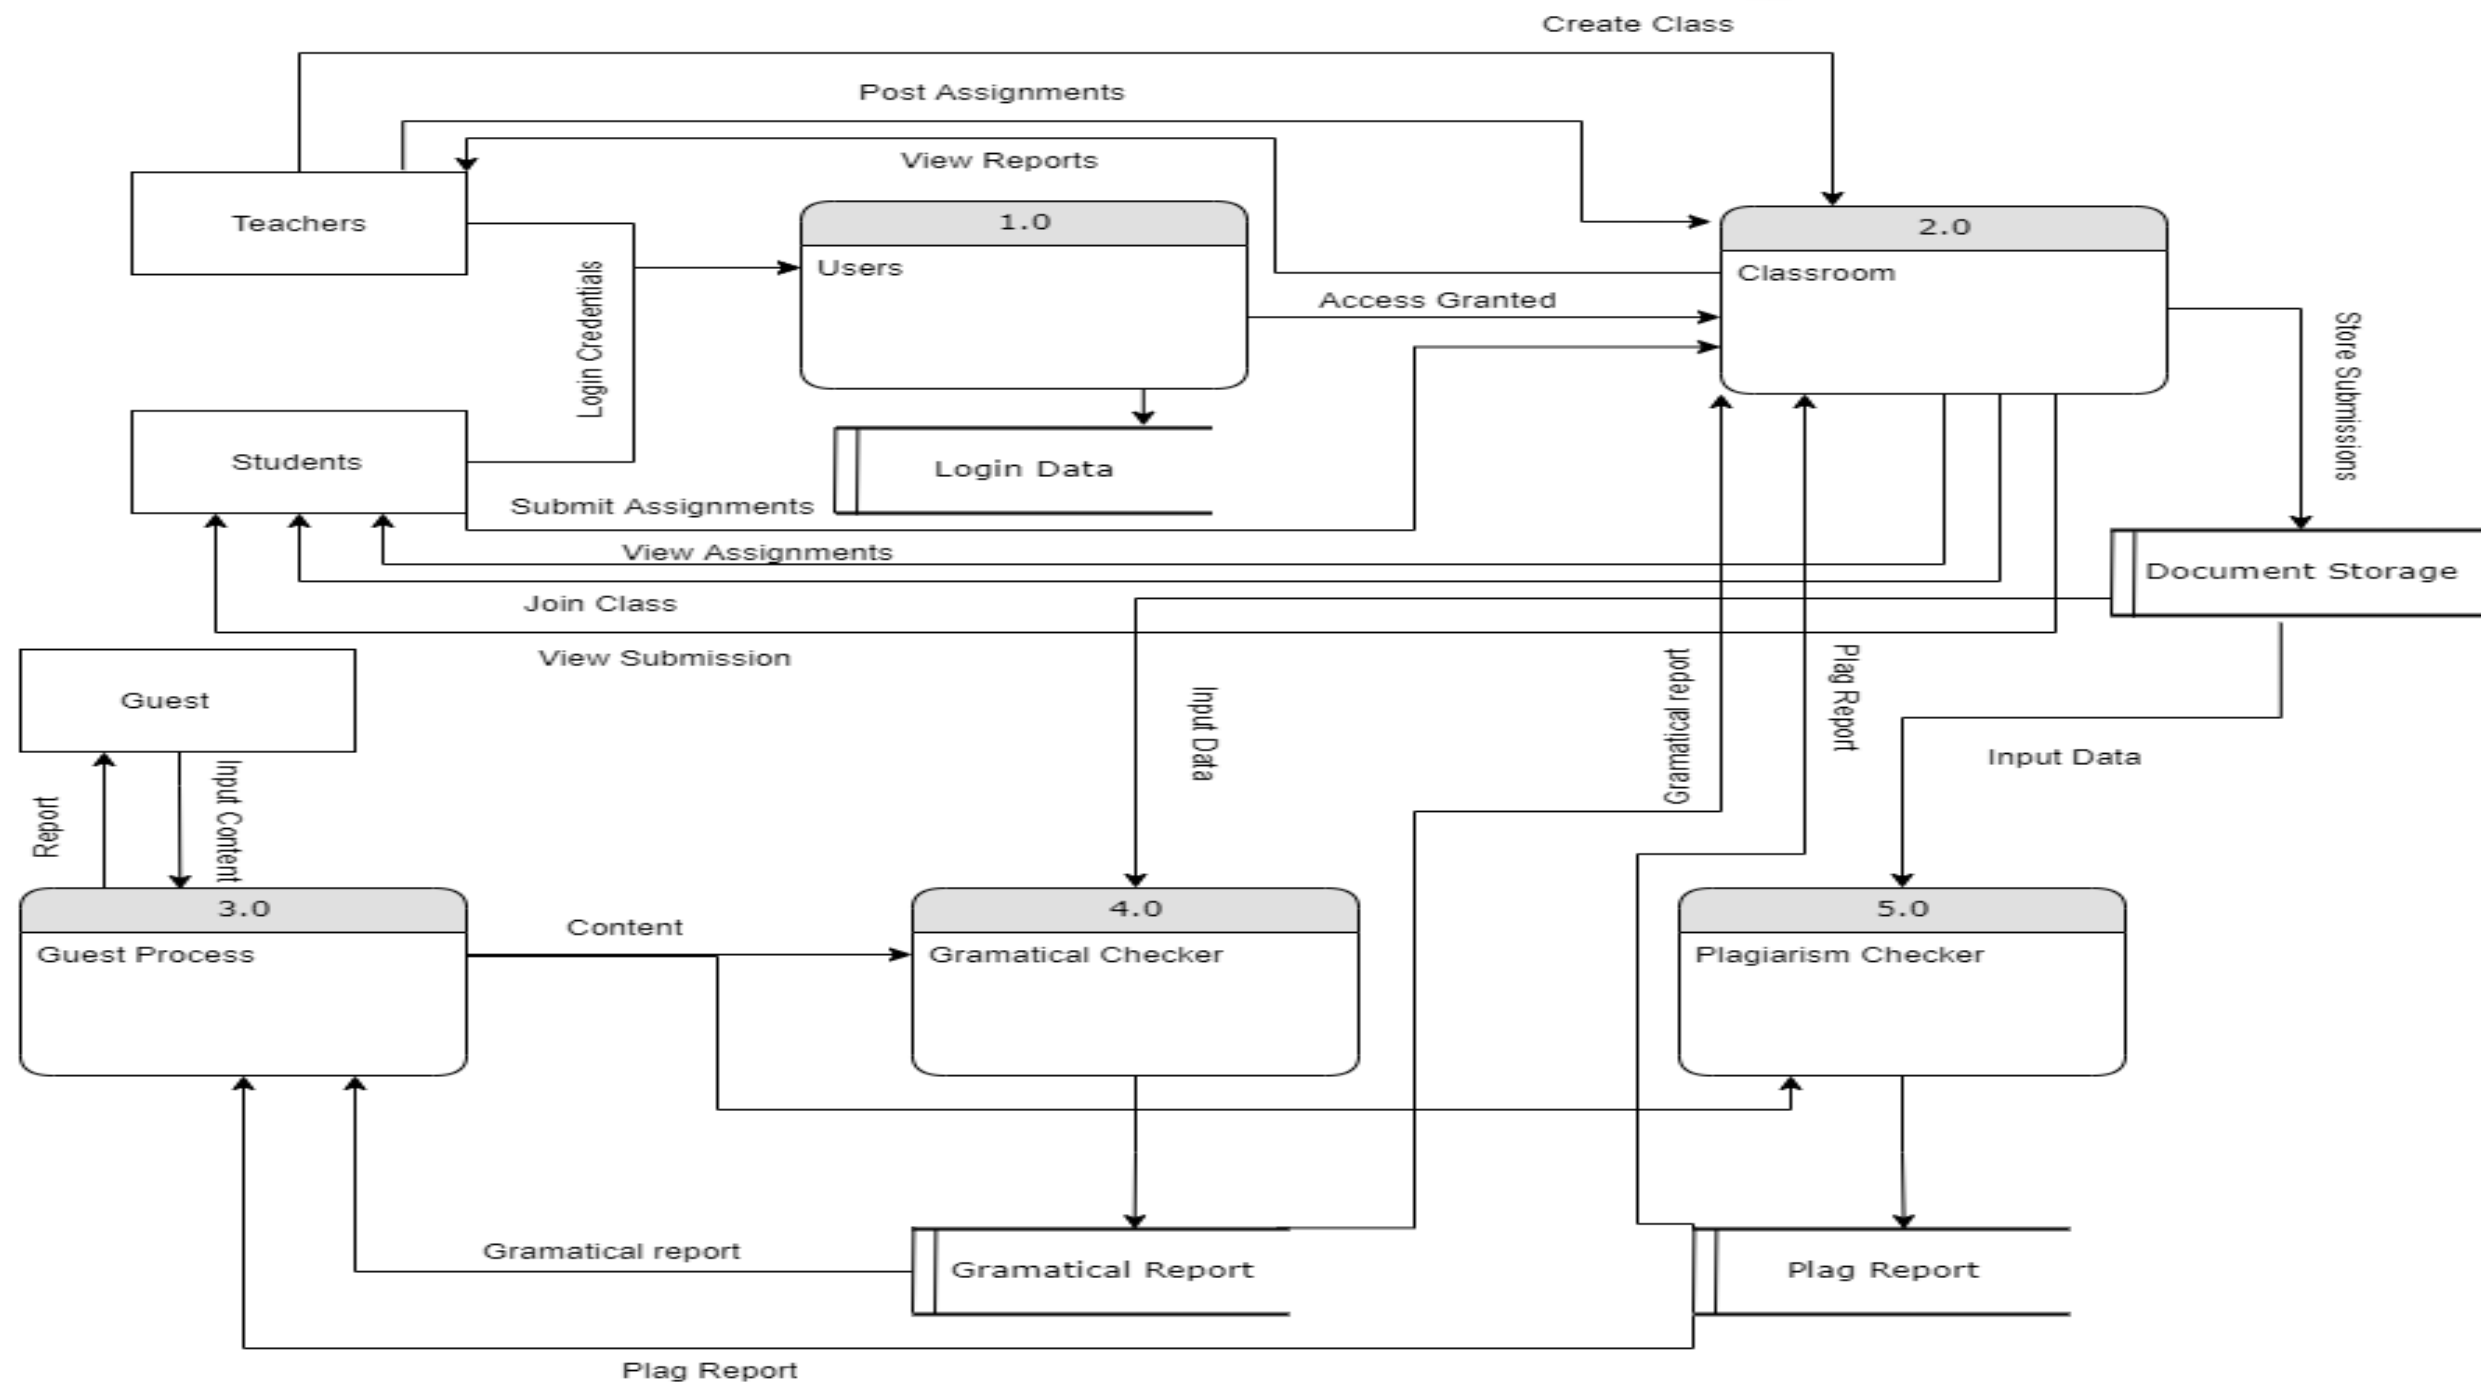 Create Class
Post Assignments
View Reports
Teachers
1.0
Users
2.0
Classroom
Login Credentials
Access Granted
Store Submissions
Students
Login Data
Submit Assignments
View Assignments
Document Storage
Join Class
View Submission
Guest
Input Data
Gramatical report
Plag Report
Input Data
Report
Input Content
3.0
Guest Process
Content
4.0
Gramatical Checker
5.0
Plagiarism Checker
Gramatical report
Gramatical Report
Plag Report
Plag Report